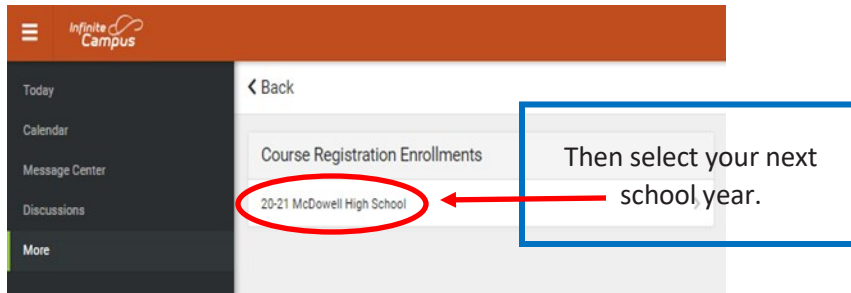 Infinite
Campus
Today
Calendar
Message Center
Discussions
More
Back
Course Registration Enrollments
20-21 McDowell High School
Then select your next
school year.